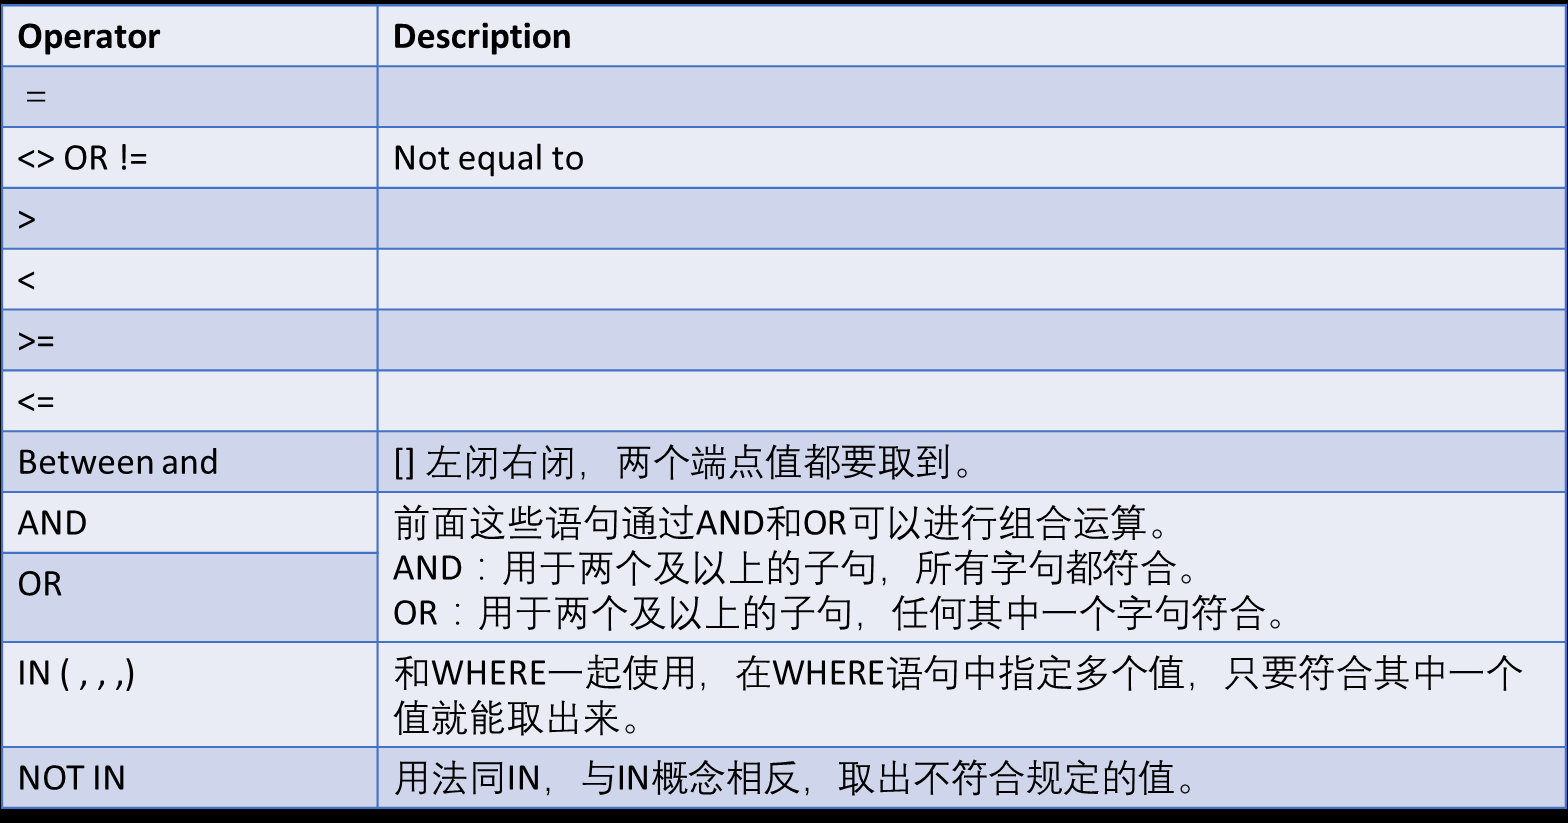 Operator Description
=
<> OR != Not equal to
>
<
>=
<=
Between and [] 左闭右闭，两个端点值都要取到。
AND
OR
前面这些语句通过AND和OR可以进行组合运算。
AND：用于两个及以上的子句，所有字句都符合。
OR：用于两个及以上的子句，任何其中一个字句符合。
IN ( , , ,) 和WHERE一起使用，在WHERE语句中指定多个值，只要符合其中一个
值就能取出来。
NOT IN 用法同IN，与IN概念相反，取出不符合规定的值。